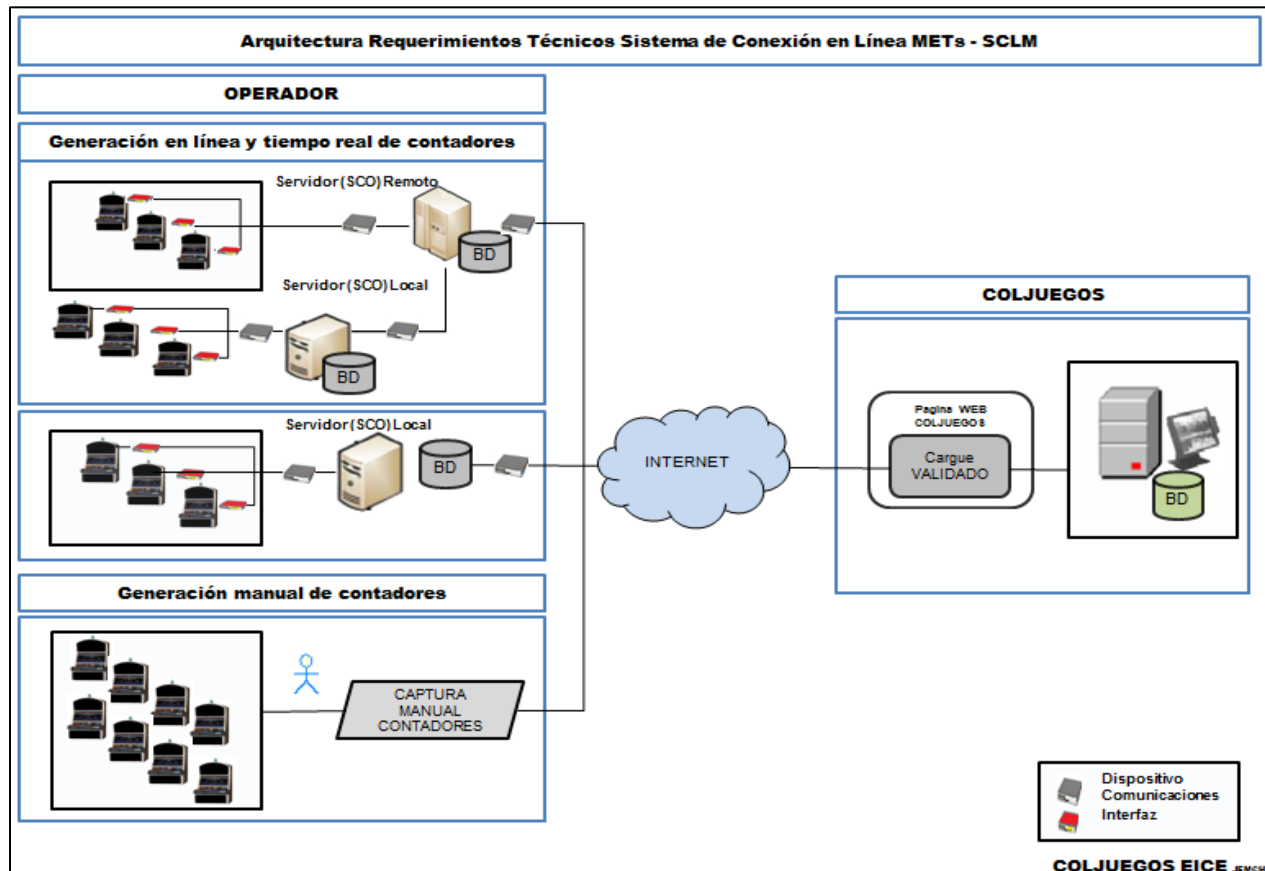 Arquitectura Requerimientos Técnicos Sistema de Conexión en Línea METs - SCLM
OPERADOR
Generación en línea y tiempo real de contadores
Servidor (SCO) Remoto
BD
Servidor (SCO) Local
BD
Servidor (SCO) Local
BD
Generación manual de contadores
CAPTURA
MANUAL
CONTADORES
INTERNET
COLJUEGOS
Pagina WEB
COLJUEGOS
Cargue
VALIDADO
BD
Dispositivo
Comunicaciones
Interfaz
COLJUEGOS EICE